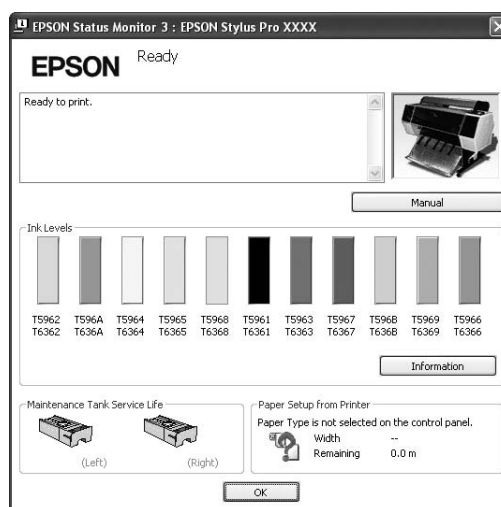 EPSON Status Monitor 3 : EPSON Stylus Pro XXXX
EPSON
Ready
Ready to print.
Manual
Ink Levels
T5962 T596A T5964 T5965 T5968 T5961 T5963 T5967 T596B T5969 T5966
T6362 T636A T6364 T6365 T6368 T6361 T6363 T6367 T636B T6369 T6366
Information
Maintenance Tank Service Life
(Left) (Right)
Paper Setup from Printer
Paper Type is not selected on the control panel.
Width --
Remaining 0.0 m
OK